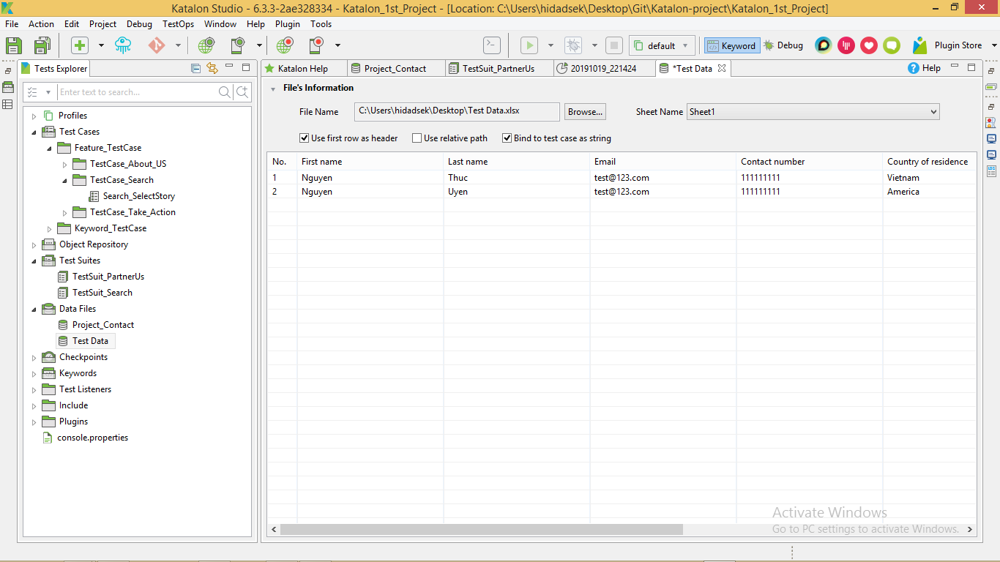 Katalon Studio - 6.3.3-2ae328334 - Katalon_1st_Project - [Location: C:\Users\hidadsek\Desktop\Git\Katalon-project\Katalon_1st_Project]
File Action Edit Project Debug TestOps Window Help Plugin Tools
default Keyword Debug Plugin Store
Tests Explorer
Enter text to search...
Profiles
Test Cases
Feature_TestCase
TestCase_About_US
TestCase_Search
Search_SelectStory
TestCase_Take_Action
Keyword_TestCase
Object Repository
Test Suites
TestSuit_PartnerUs
TestSuit_Search
Data Files
Project_Contact
Test Data
Checkpoints
Keywords
Test Listeners
Include
Plugins
console.properties
Katalon Help Project_Contact TestSuit_PartnerUs 20191019_221424 *Test Data Help
File's Information
File Name C:\Users\hidadsek\Desktop\Test Data.xlsx Browse... Sheet Name Sheet1
Use first row as header Use relative path Bind to test case as string
No. First name Last name Email Contact number Country of residence
1 Nguyen Thuc test@123.com 111111111 Vietnam
2 Nguyen Uyen test@123.com 111111111 America
Activate Windows
Go to PC settings to activate Windows.